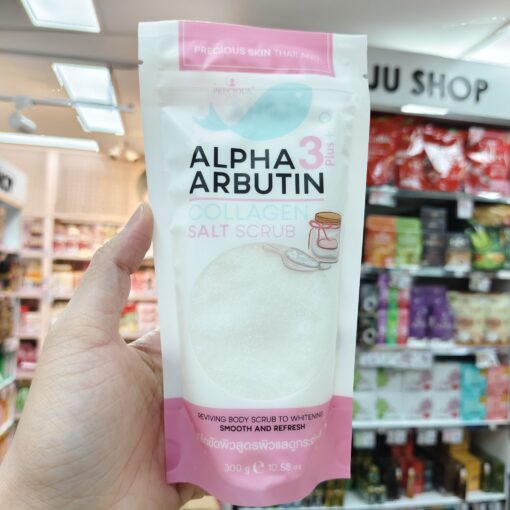 PRECIOUS SKIN THAILAND
PRECIOUS
JU SHOP
ALPHA 3 Plus+
ARBUTIN
COLLAGEN
SALT SCRUB
REVIVING BODY SCRUB TO WHITENING
SMOOTH AND REFRESH
300 g ℮ 10.58 oz